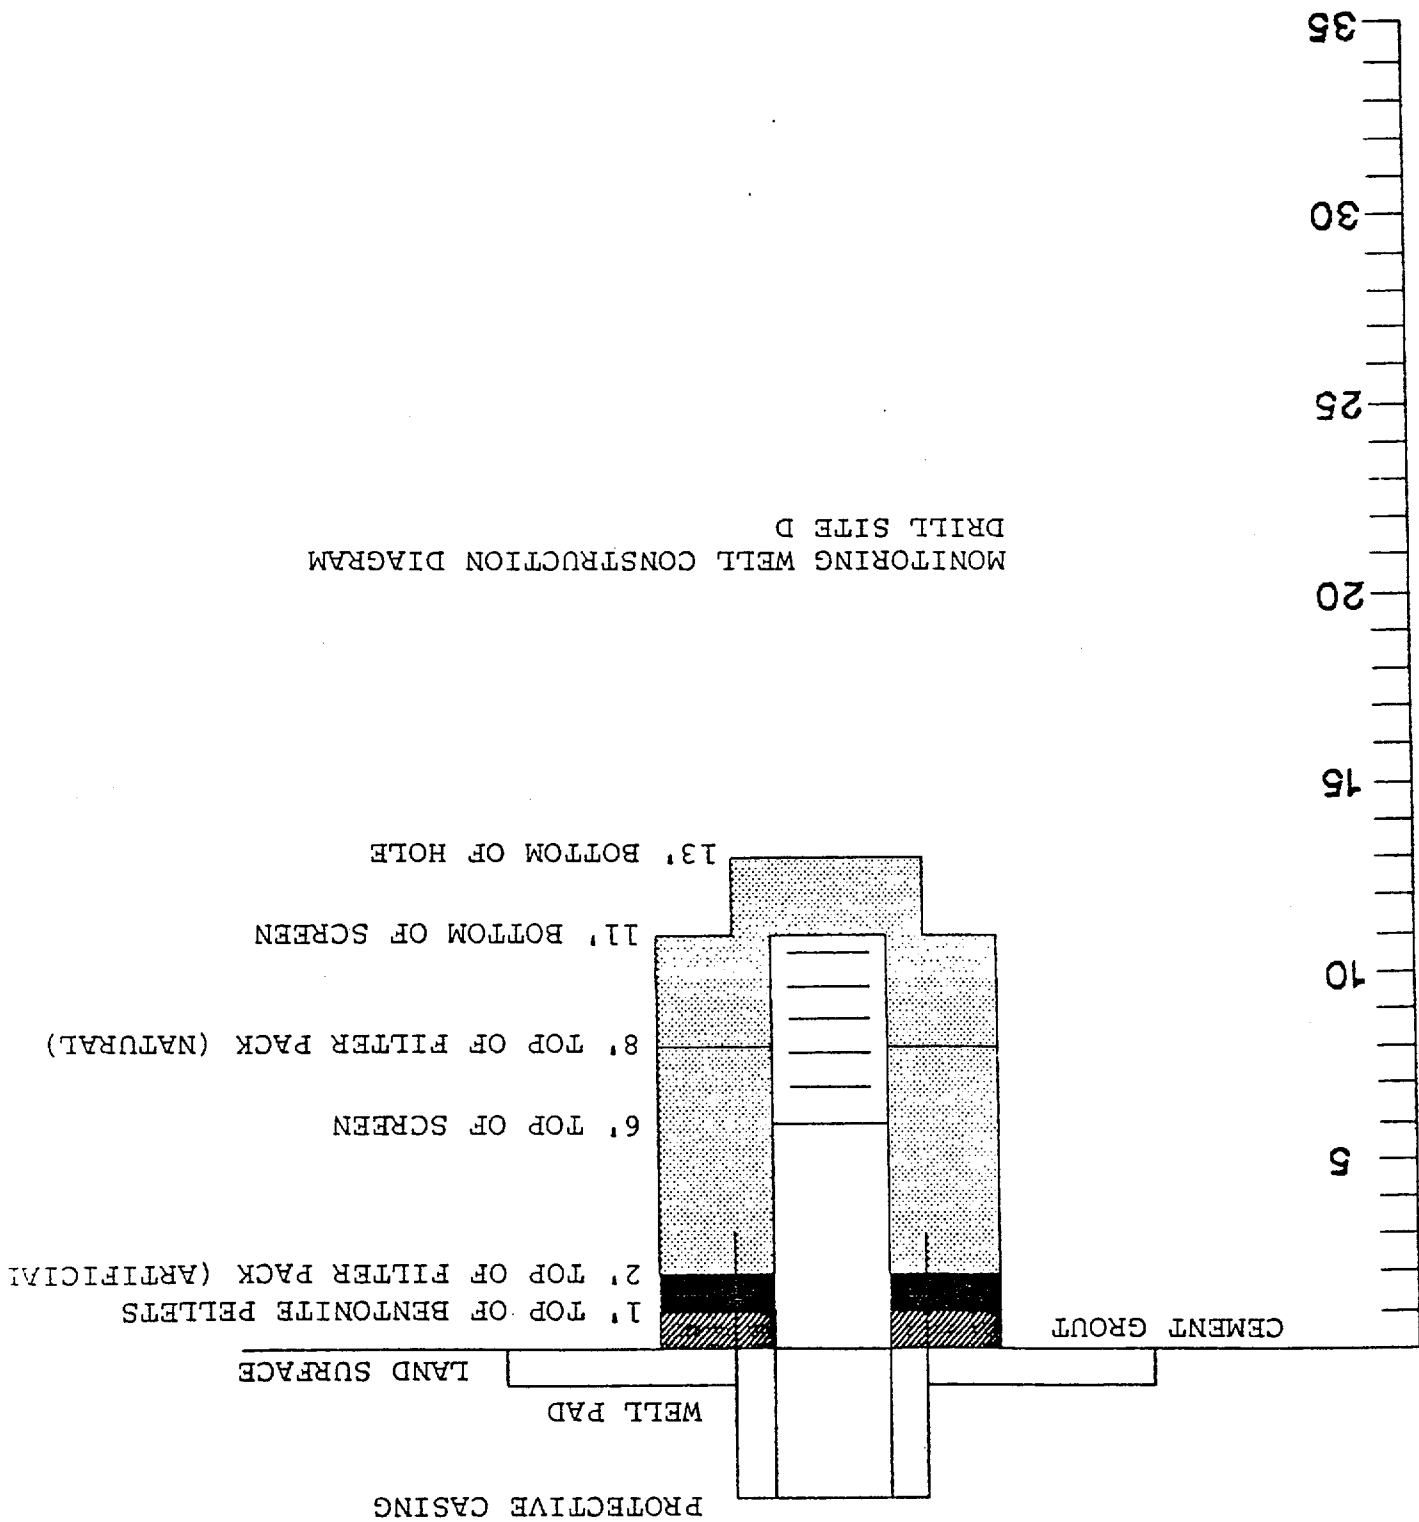 PROTECTIVE CASING
WELL PAD
LAND SURFACE
CEMENT GROUT
1' TOP OF BENTONITE PELLETS
2' TOP OF FILTER PACK (ARTIFICIAL
5
6' TOP OF SCREEN
8' TOP OF FILTER PACK (NATURAL)
10
11' BOTTOM OF SCREEN
13' BOTTOM OF HOLE
15
20
MONITORING WELL CONSTRUCTION DIAGRAM
DRILL SITE D
25
30
35